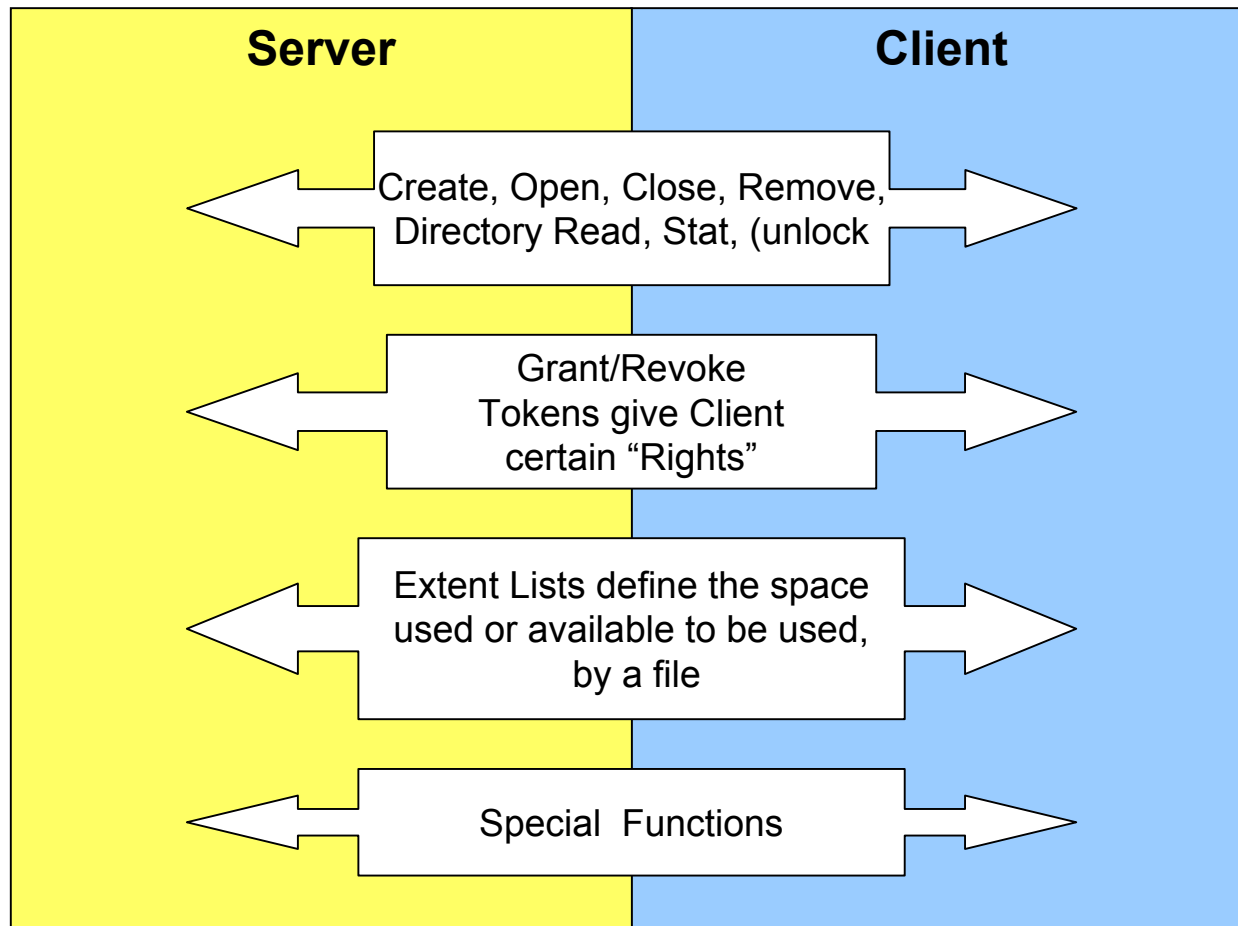 Server
Client
Create, Open, Close, Remove,
Directory Read, Stat, (unlock
Grant/Revoke
Tokens give Client
certain “Rights”
Extent Lists define the space
used or available to be used,
by a file
Special  Functions